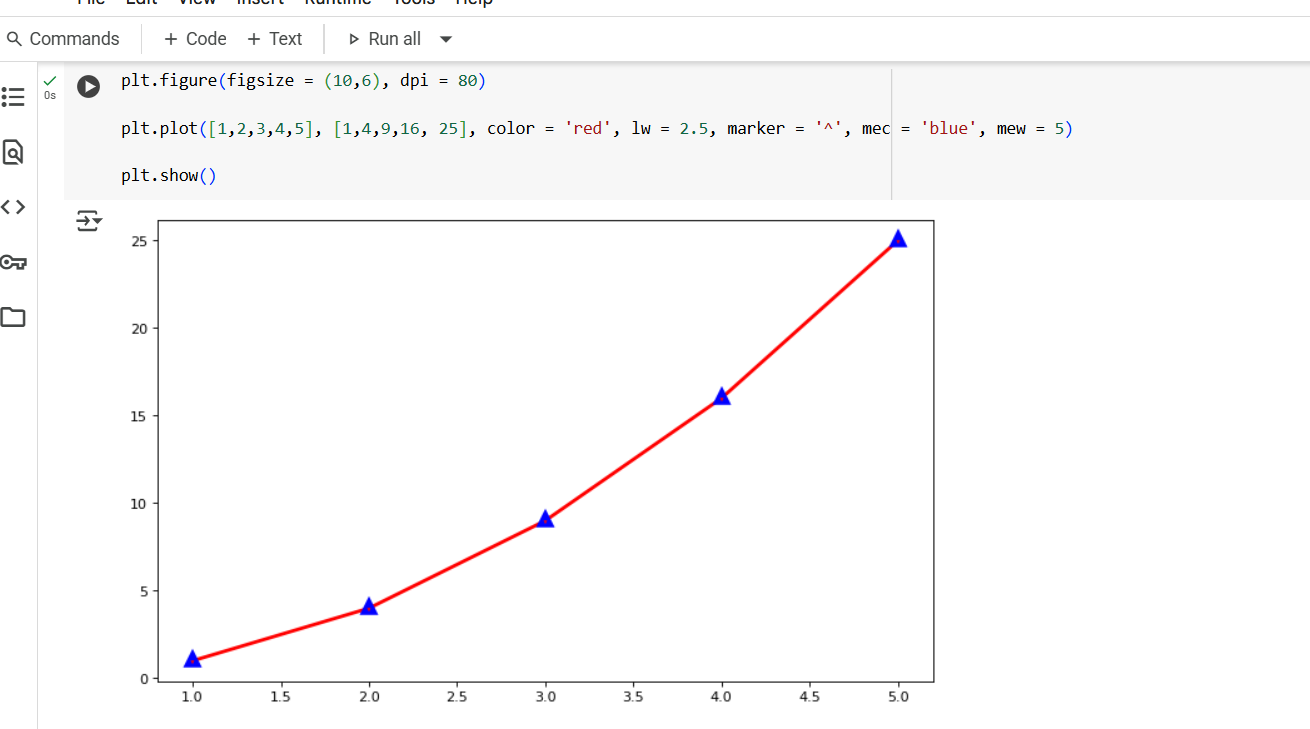 File Edit View Insert Runtime Tools Help
Commands + Code + Text Run all
0s
plt.figure(figsize = (10,6), dpi = 80)
plt.plot([1,2,3,4,5], [1,4,9,16, 25], color = 'red', lw = 2.5, marker = '^', mec = 'blue', mew = 5)
plt.show()
25
20
15
10
5
0
1.0 1.5 2.0 2.5 3.0 3.5 4.0 4.5 5.0